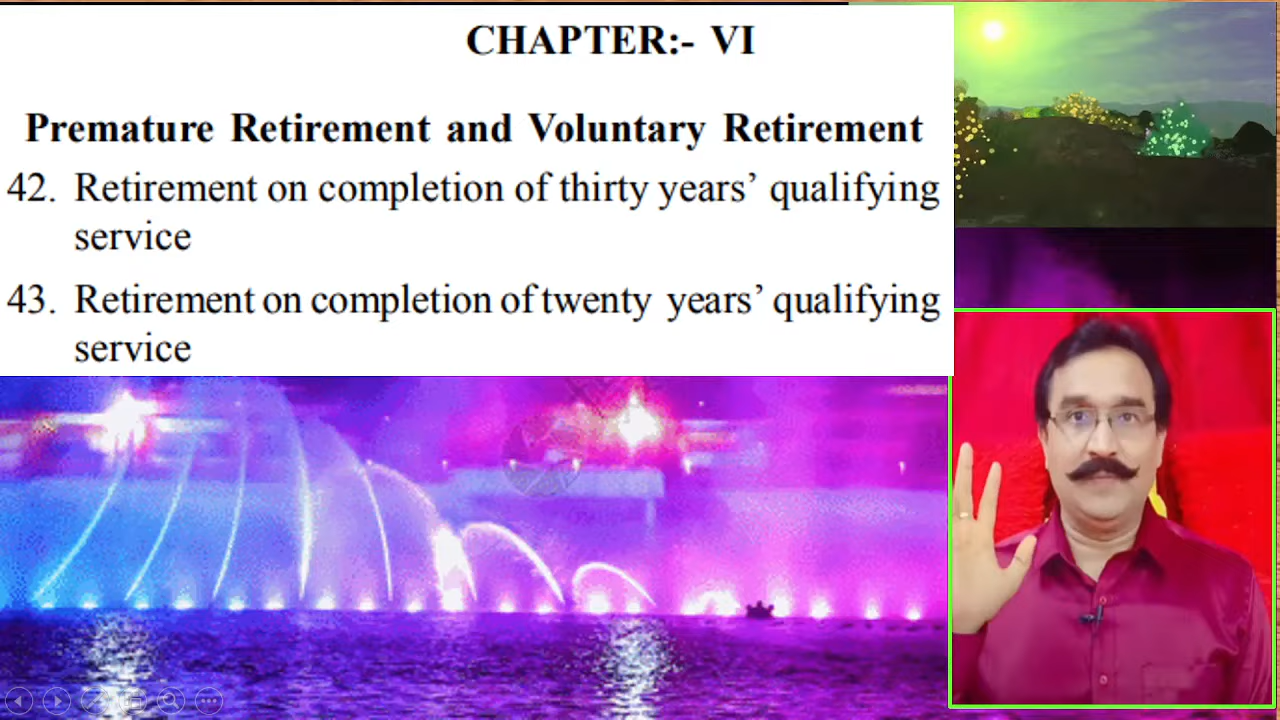 CHAPTER:- VI
Premature Retirement and Voluntary Retirement
42. Retirement on completion of thirty years’ qualifying
service
43. Retirement on completion of twenty years’ qualifying
service